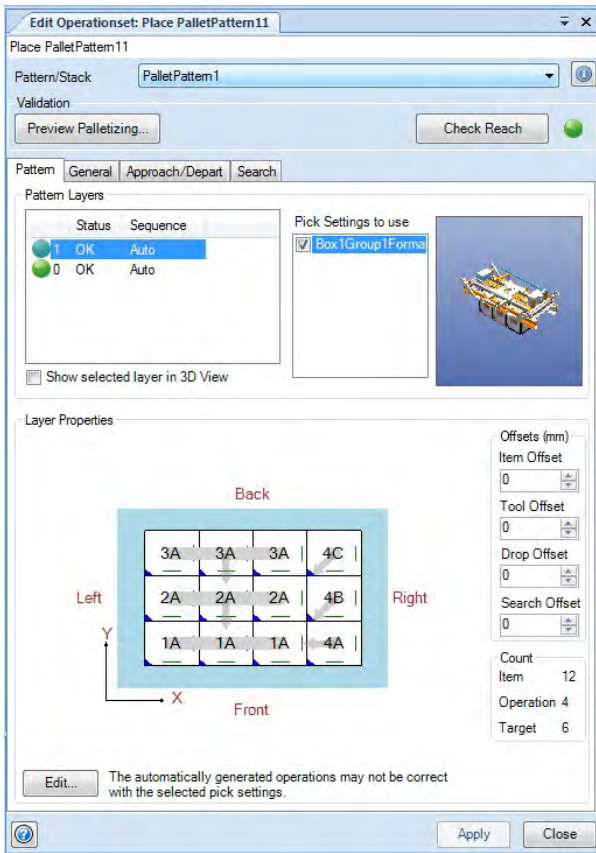 Edit Operationset: Place PalletPattern11
Place PalletPattern11
Pattern/Stack PalletPattern1
Validation
Preview Palletizing... Check Reach
Pattern General Approach/Depart Search
Pattern Layers
Status Sequence
1 OK Auto
0 OK Auto
Pick Settings to use
Box1Group1Forma
Show selected layer in 3D View
Layer Properties
Back
3A 3A 3A 4C
Left 2A 2A 2A 4B Right
Y 1A 1A 1A 4A
X
Front
Offsets (mm)
Item Offset
0
Tool Offset
0
Drop Offset
0
Search Offset
0
Count
Item 12
Operation 4
Target 6
Edit... The automatically generated operations may not be correct
with the selected pick settings.
Apply Close